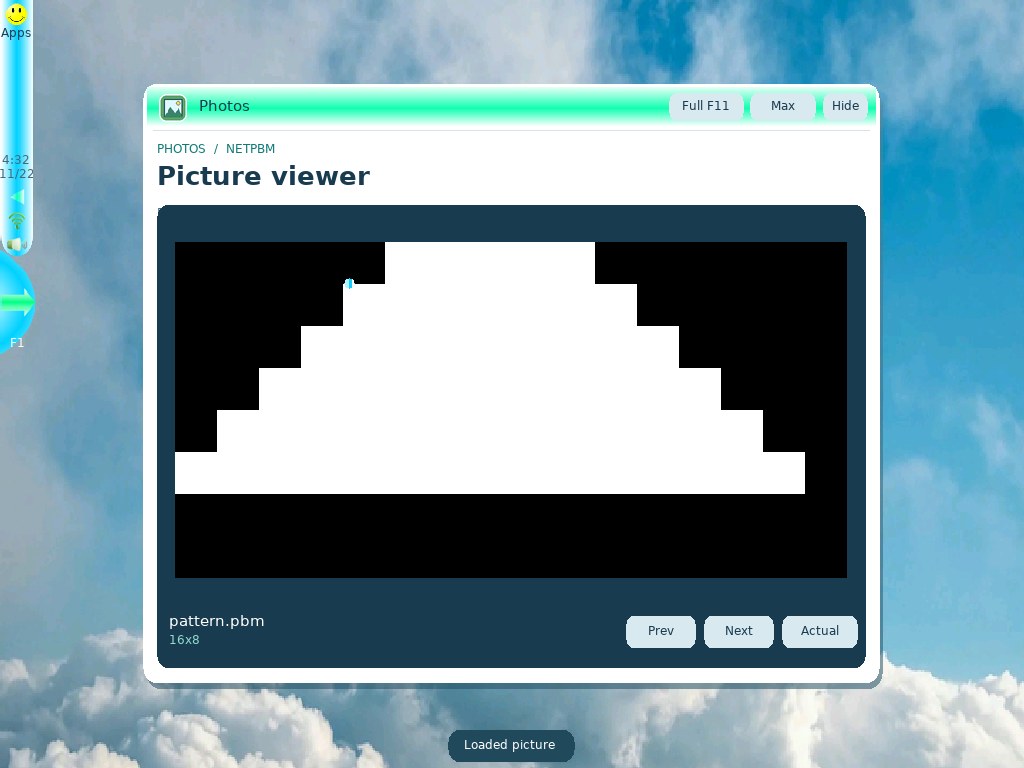 Apps
4:32
11/22
F1
Photos
Full F11
Max
Hide
PHOTOS / NETPBM
Picture viewer
pattern.pbm
16x8
Prev
Next
Actual
Loaded picture